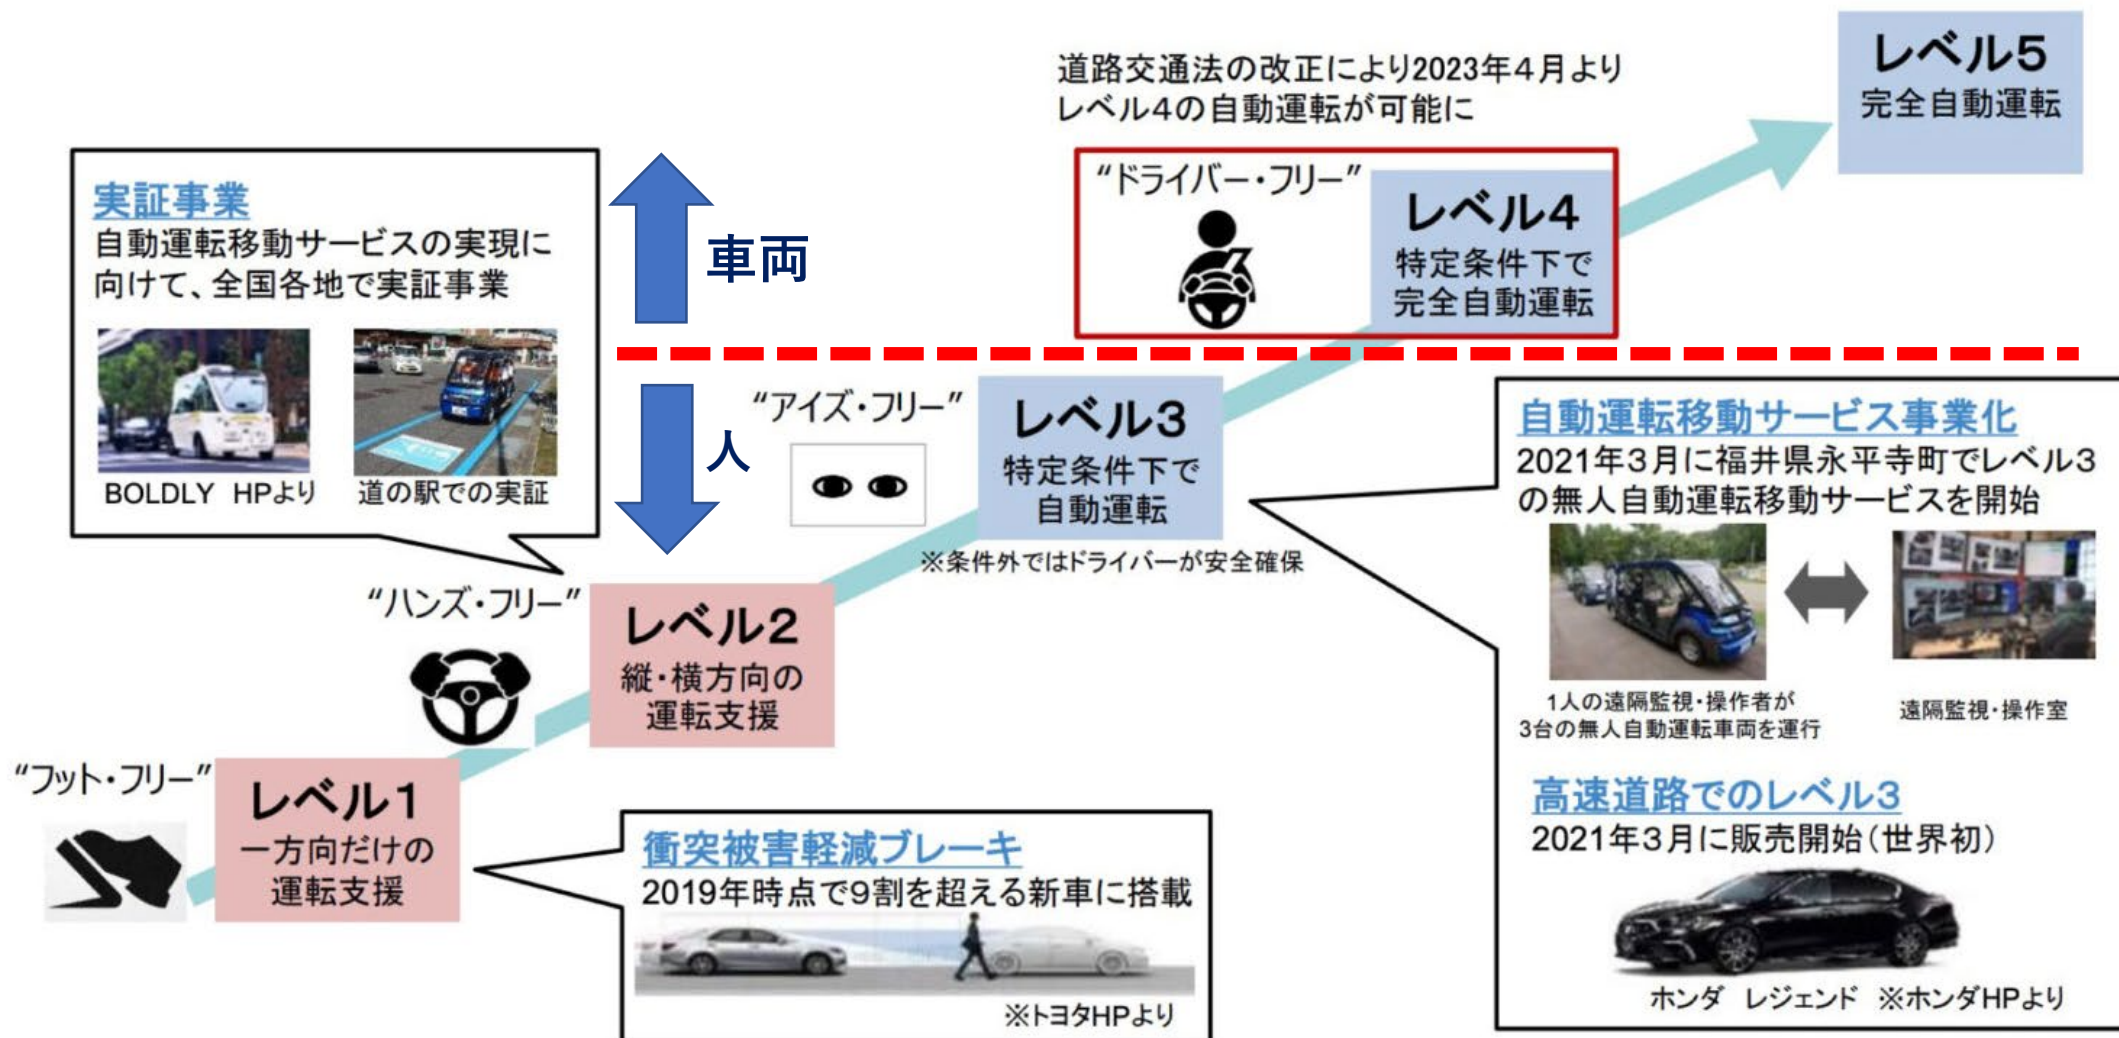 レベル5
完全自動運転
道路交通法の改正により2023年4月より
レベル4の自動運転が可能に
“ドライバー・フリー”
レベル4
特定条件下で
完全自動運転
実証事業
自動運転移動サービスの実現に
向けて、全国各地で実証事業
BOLDLY HPより
道の駅での実証
車両
人
“アイズ・フリー”
レベル3
特定条件下で
自動運転
※条件外ではドライバーが安全確保
自動運転移動サービス事業化
2021年3月に福井県永平寺町でレベル3
の無人自動運転移動サービスを開始
1人の遠隔監視・操作者が
3台の無人自動運転車両を運行
遠隔監視・操作室
高速道路でのレベル3
2021年3月に販売開始(世界初)
ホンダ レジェンド ※ホンダHPより
“ハンズ・フリー”
レベル2
縦・横方向の
運転支援
“フット・フリー”
レベル1
一方向だけの
運転支援
衝突被害軽減ブレーキ
2019年時点で9割を超える新車に搭載
※トヨタHPより